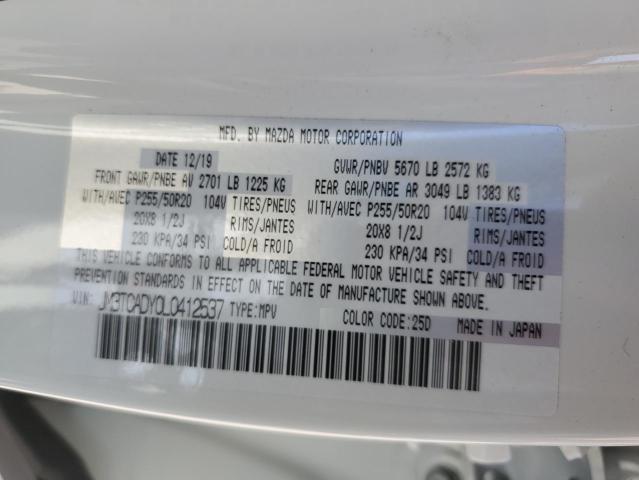 MFD. BY MAZDA MOTOR CORPORATION
DATE 12/19 GVWR/PNBV 5670 LB 2572 KG
FRONT GAWR/PNBE AV 2701 LB 1225 KG REAR GAWR/PNBE AR 3049 LB 1383 KG
WITH/AVEC P255/50R20 104V TIRES/PNEUS WITH/AVEC P255/50R20 104V TIRES/PNEUS
20X8 1/2J RIMS/JANTES 20X8 1/2J RIMS/JANTES
230 KPA/34 PSI COLD/A FROID 230 KPA/34 PSI COLD/A FROID
THIS VEHICLE CONFORMS TO ALL APPLICABLE FEDERAL MOTOR VEHICLE SAFETY AND THEFT
PREVENTION STANDARDS IN EFFECT ON THE DATE OF MANUFACTURE SHOWN ABOVE.
VIN: JM3TCADY0L0412537 TYPE:MPV COLOR CODE:25D MADE IN JAPAN